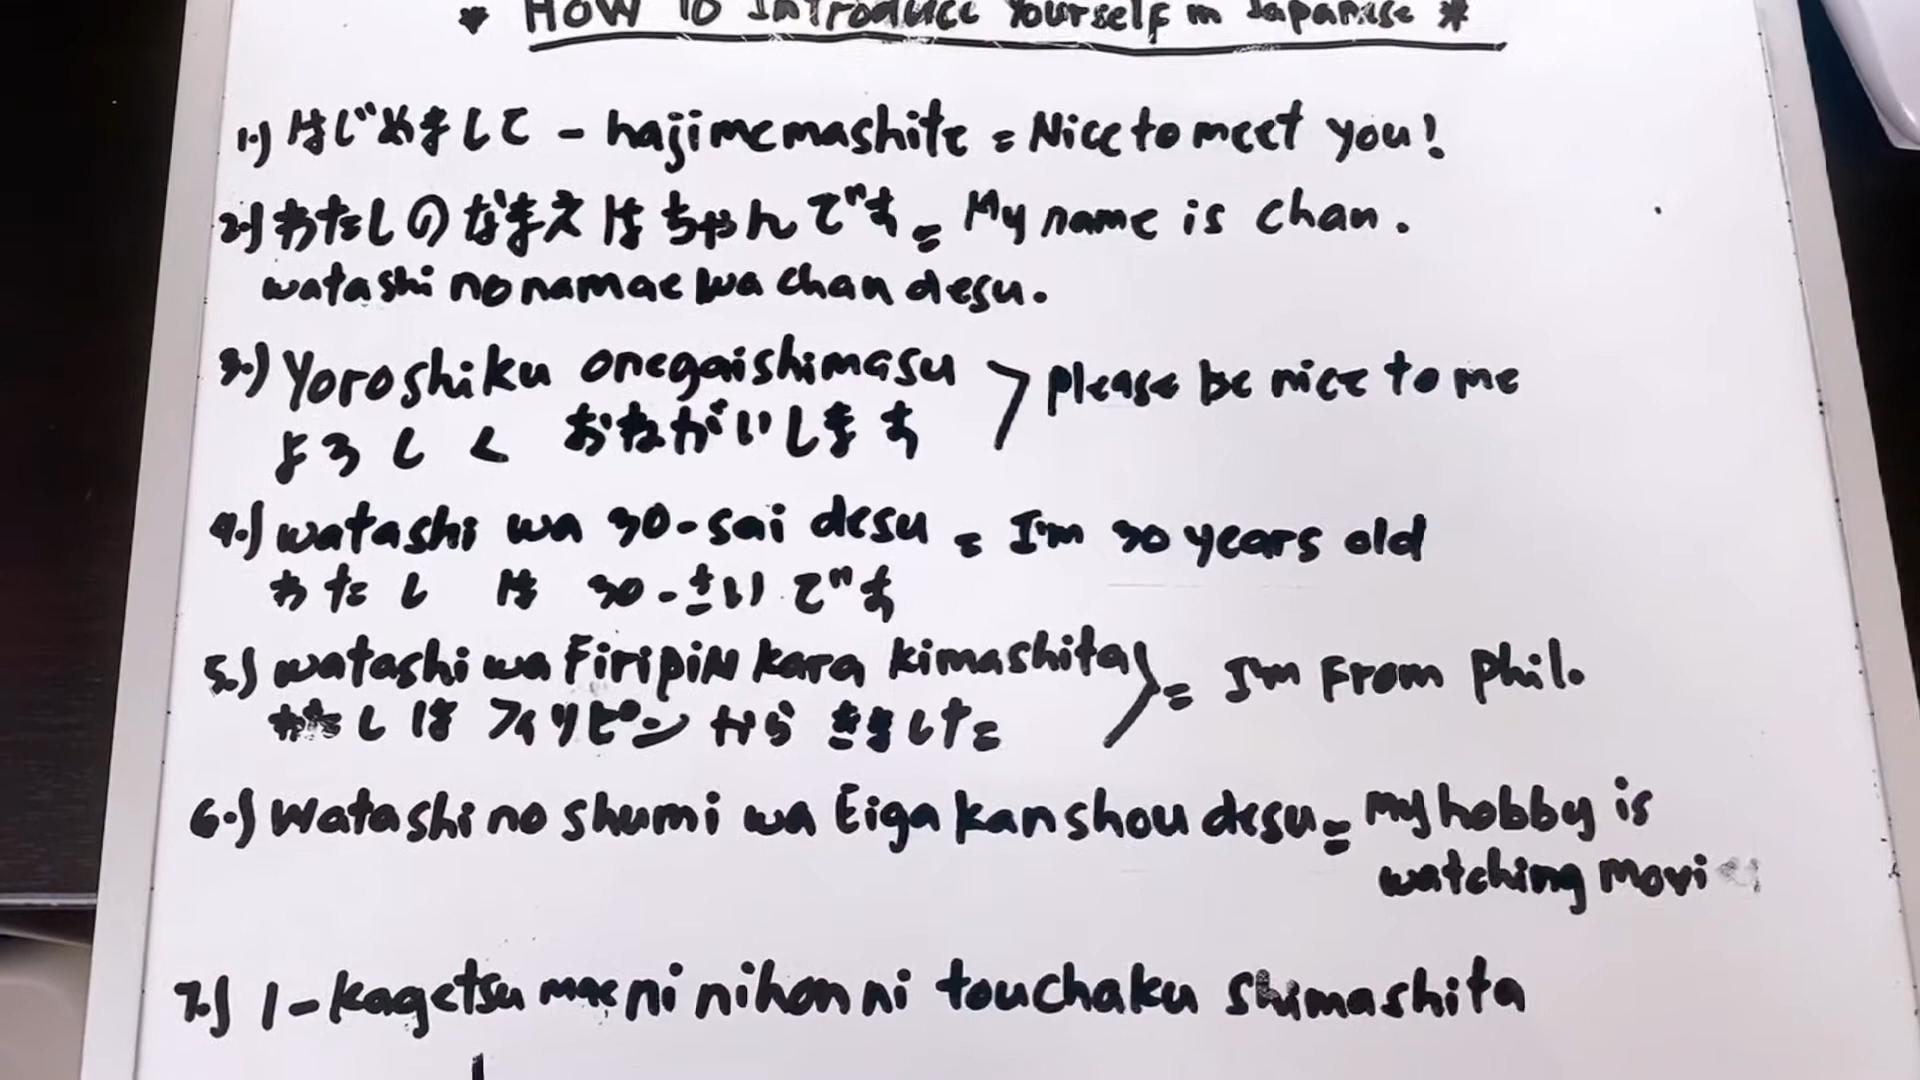 * HOW TO Introduce Yourself in Japanese *
1.) はじめまして - hajimemashite = Nice to meet you!
2.) わたしのなまえはちゃんです = My name is chan.
watashi no namae wa chan desu.
3.) Yoroshiku onegaishimasu > please be nice to me
よろしく おねがいします
4.) watashi wa 30-sai desu = I'm 30 years old
わたし は 30-さいです
5.) watashi wa Firipin kara kimashita } = I'm From phil.
わたしは フィリピン から きました
6.) Watashi no shumi wa Eiga kanshou desu = my hobby is
watching movi
7.) 1-kagetsu mae ni nihon ni touchaku shimashita